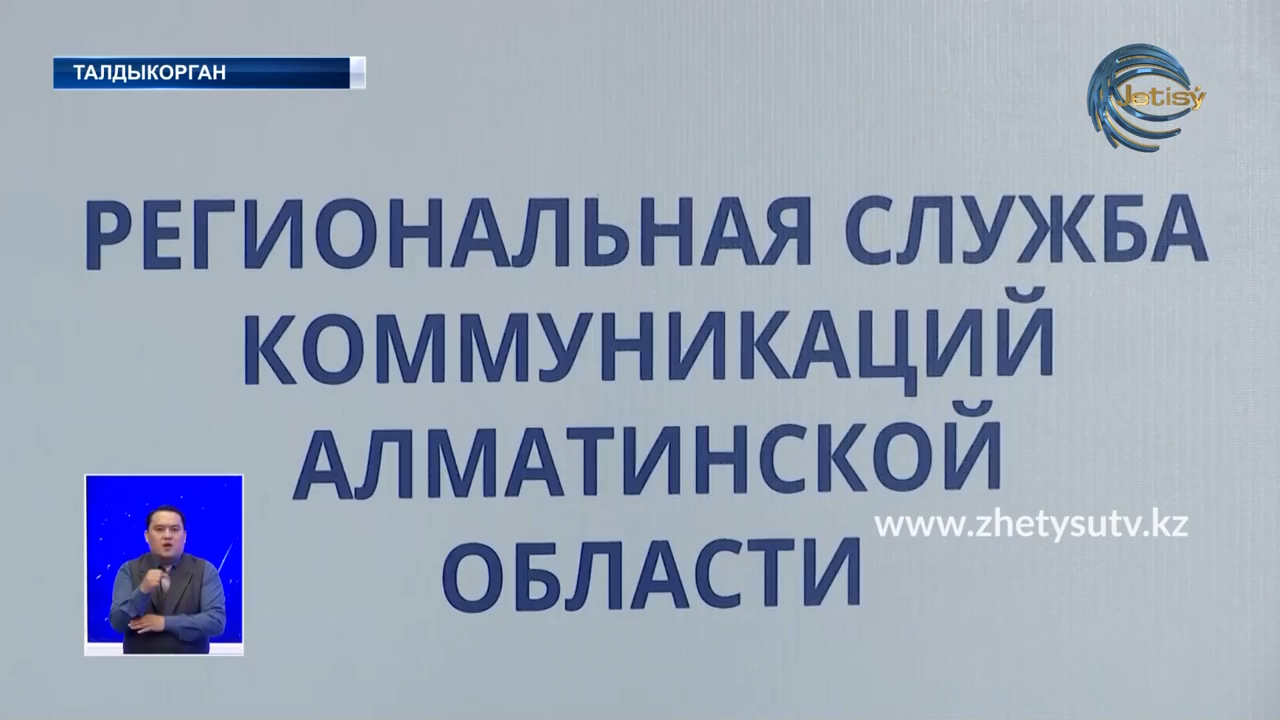 ТАЛДЫКОРГАН
Jetisý
РЕГИОНАЛЬНАЯ СЛУЖБА
КОММУНИКАЦИЙ
АЛМАТИНСКОЙ
ОБЛАСТИ
www.zhetysutv.kz